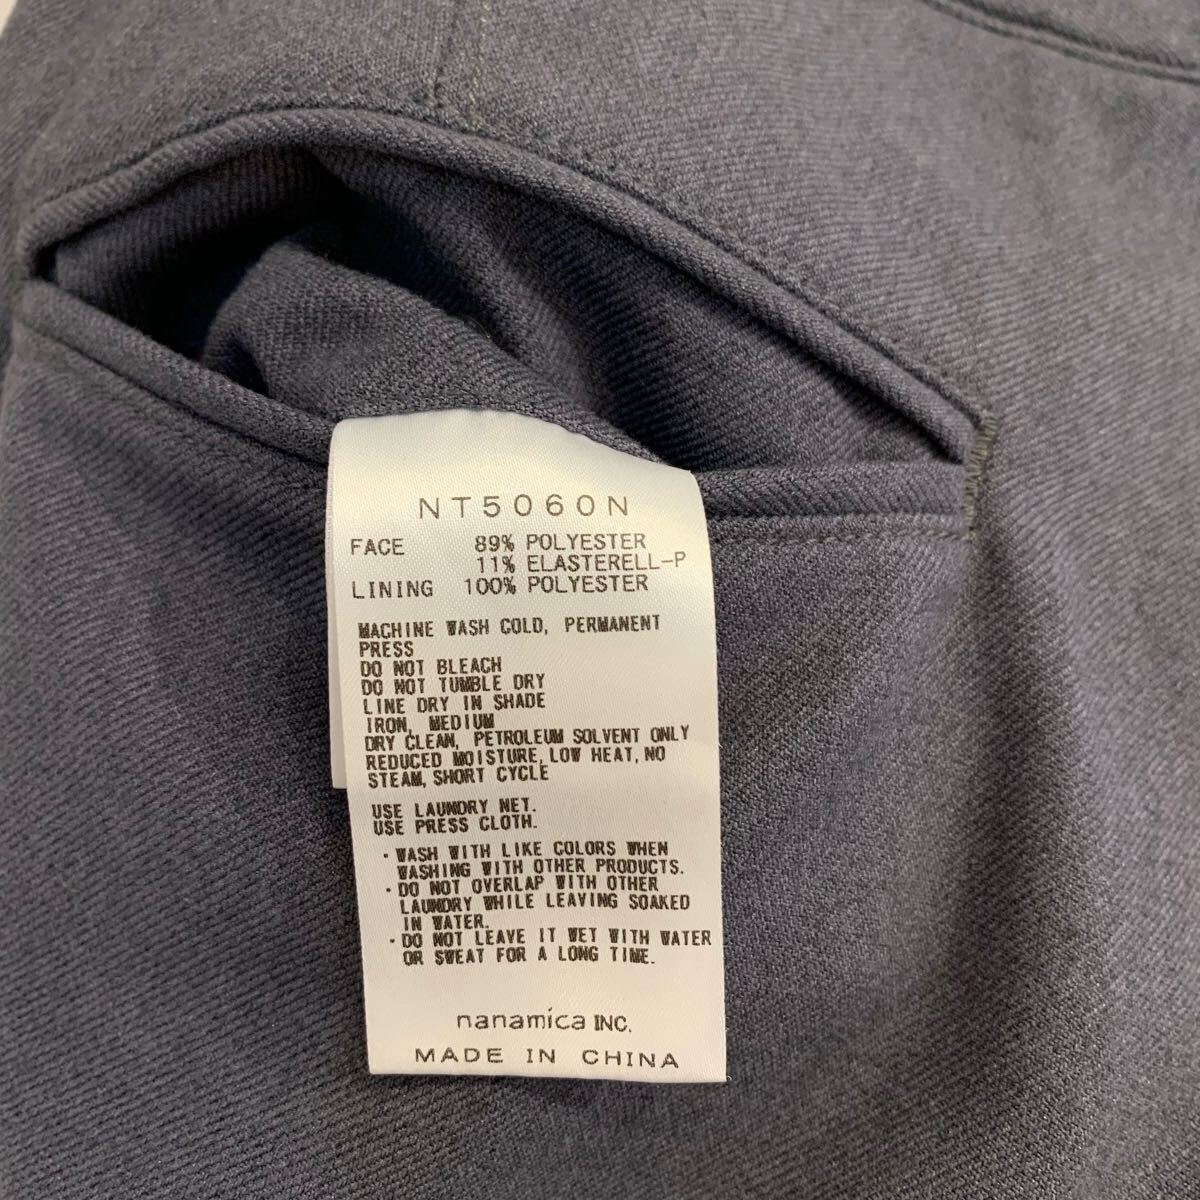 NT5060N
FACE 89% POLYESTER
11% ELASTERELL-P
LINING 100% POLYESTER
MACHINE WASH COLD, PERMANENT
PRESS
DO NOT BLEACH
DO NOT TUMBLE DRY
LINE DRY IN SHADE
IRON, MEDIUM
DRY CLEAN, PETROLEUM SOLVENT ONLY
REDUCED MOISTURE, LOW HEAT, NO
STEAM, SHORT CYCLE
USE LAUNDRY NET.
USE PRESS CLOTH.
・WASH WITH LIKE COLORS WHEN
WASHING WITH OTHER PRODUCTS.
・DO NOT OVERLAP WITH OTHER
LAUNDRY WHILE LEAVING SOAKED
IN WATER.
・DO NOT LEAVE IT WET WITH WATER
OR SWEAT FOR A LONG TIME.
nanamica INC.
MADE IN CHINA